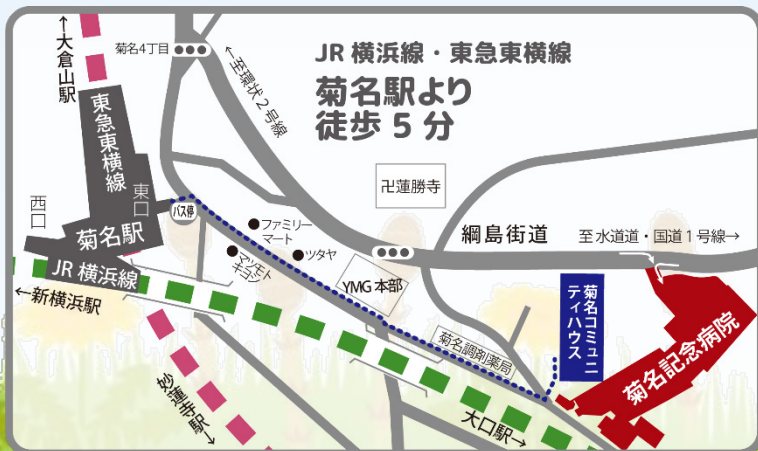 ↑大倉山駅
菊名4丁目
←至環状2号線
JR 横浜線・東急東横線
菊名駅より
徒歩 5 分
東急東横線
卍蓮勝寺
西口
東口
バス停
菊名駅
ファミリー
マート
ツタヤ
マツモト
キヨシ
綱島街道
至水道道・国道1号線→
JR 横浜線
←新横浜駅
YMG 本部
菊名調剤薬局
菊名コミュニ
ティハウス
菊名記念病院
妙蓮寺駅↓
大口駅→